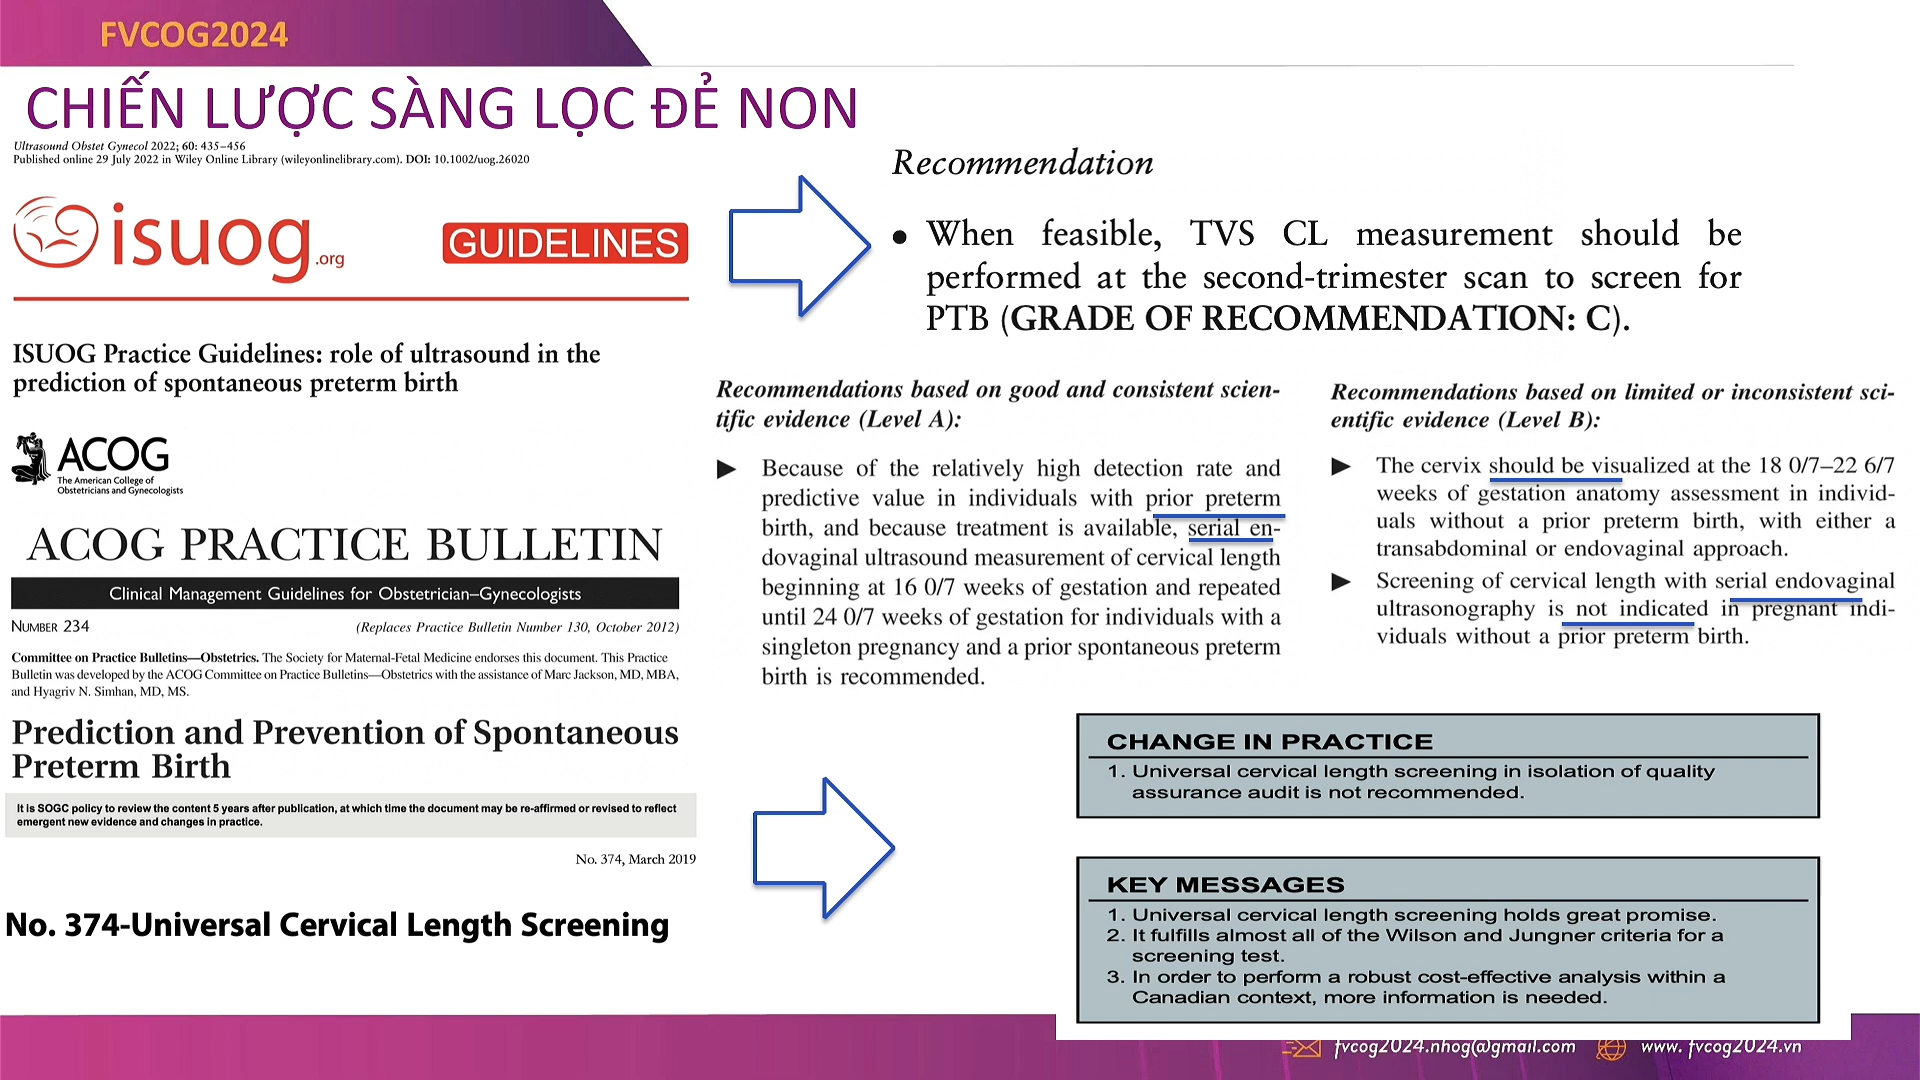 FVCOG2024
CHIẾN LƯỢC SÀNG LỌC ĐẺ NON
Ultrasound Obstet Gynecol 2022; 60: 435–456
Published online 29 July 2022 in Wiley Online Library (wileyonlinelibrary.com). DOI: 10.1002/uog.26020
isuog.org
GUIDELINES
ISUOG Practice Guidelines: role of ultrasound in the
prediction of spontaneous preterm birth
Recommendation
• When feasible, TVS CL measurement should be
performed at the second-trimester scan to screen for
PTB (GRADE OF RECOMMENDATION: C).
ACOG
The American College of
Obstetricians and Gynecologists
ACOG PRACTICE BULLETIN
Clinical Management Guidelines for Obstetrician–Gynecologists
NUMBER 234
(Replaces Practice Bulletin Number 130, October 2012)
Committee on Practice Bulletins—Obstetrics. The Society for Maternal-Fetal Medicine endorses this document. This Practice
Bulletin was developed by the ACOG Committee on Practice Bulletins—Obstetrics with the assistance of Marc Jackson, MD, MBA,
and Hyagriv N. Simhan, MD, MS.
Prediction and Prevention of Spontaneous
Preterm Birth
Recommendations based on good and consistent scien-
tific evidence (Level A):
▶ Because of the relatively high detection rate and
predictive value in individuals with prior preterm
birth, and because treatment is available, serial en-
dovaginal ultrasound measurement of cervical length
beginning at 16 0/7 weeks of gestation and repeated
until 24 0/7 weeks of gestation for individuals with a
singleton pregnancy and a prior spontaneous preterm
birth is recommended.
Recommendations based on limited or inconsistent sci-
entific evidence (Level B):
▶ The cervix should be visualized at the 18 0/7–22 6/7
weeks of gestation anatomy assessment in individ-
uals without a prior preterm birth, with either a
transabdominal or endovaginal approach.
▶ Screening of cervical length with serial endovaginal
ultrasonography is not indicated in pregnant indi-
viduals without a prior preterm birth.
It is SOGC policy to review the content 5 years after publication, at which time the document may be re-affirmed or revised to reflect
emergent new evidence and changes in practice.
No. 374, March 2019
No. 374-Universal Cervical Length Screening
CHANGE IN PRACTICE
1. Universal cervical length screening in isolation of quality
assurance audit is not recommended.
KEY MESSAGES
1. Universal cervical length screening holds great promise.
2. It fulfills almost all of the Wilson and Jungner criteria for a
screening test.
3. In order to perform a robust cost-effective analysis within a
Canadian context, more information is needed.
fvcog2024.nhog@gmail.com
www. fvcog2024.vn